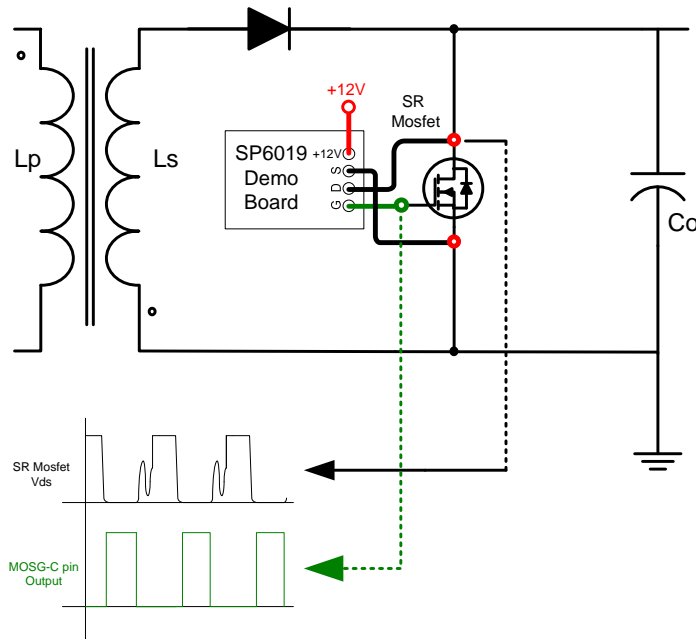 +12V
SR
Mosfet
Lp
Ls
SP6019 +12V
Demo
Board
S
D
G
Co
SR Mosfet
Vds
MOSG-C pin
Output